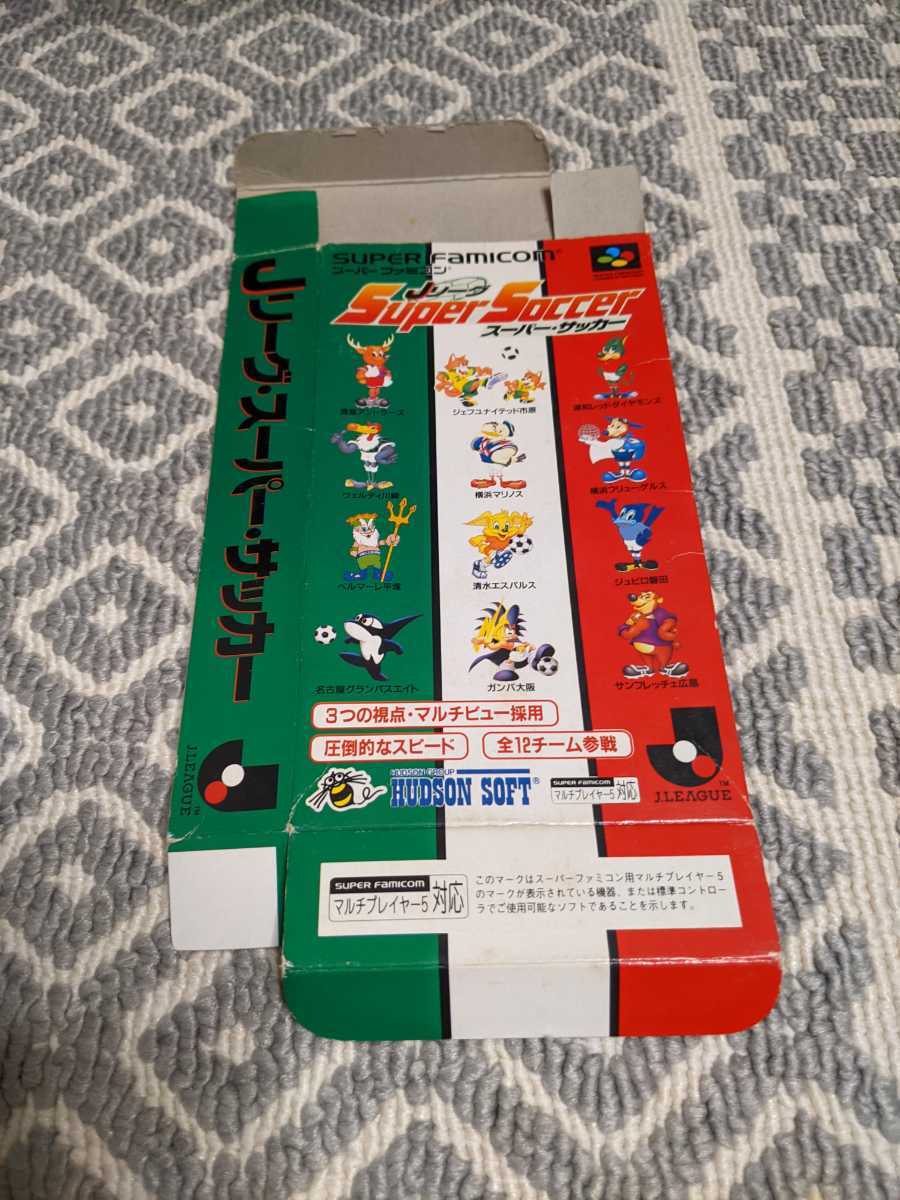 Jリーグ・スーパー・サッカー
J.LEAGUE™
SUPER FAMICOM®
スーパーファミコン®
Jリーグ
Super Soccer
スーパー・サッカー
SUPER FAMICOM
鹿島アントラーズ
ジェフユナイテッド市原
浦和レッドダイヤモンズ
ヴェルディ川崎
横浜マリノス
横浜フリューゲルス
ベルマーレ平塚
清水エスパルス
ジュビロ磐田
名古屋グランパスエイト
ガンバ大阪
サンフレッチェ広島
3つの視点・マルチビュー採用
圧倒的なスピード
全12チーム参戦
HUDSON GROUP
HUDSON SOFT®
SUPER FAMICOM
マルチプレイヤー5対応
J.LEAGUE™
SUPER FAMICOM
マルチプレイヤー5対応
このマークはスーパーファミコン用マルチプレイヤー5
のマークが表示されている機器、または標準コントロー
ラでご使用可能なソフトであることを示します。